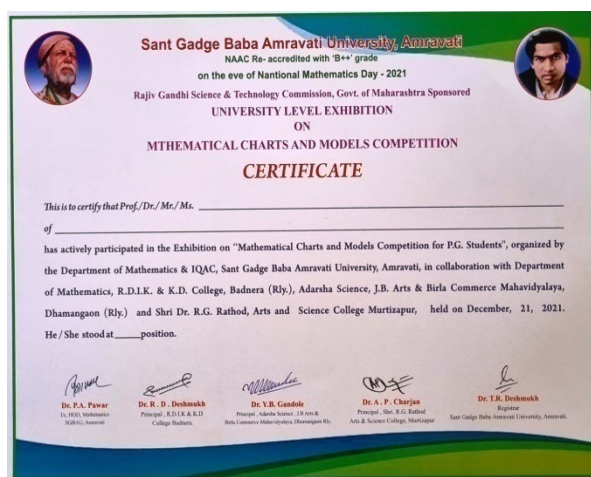 Sant Gadge Baba Amravati University, Amravati
NAAC Re- accredited with 'B++' grade
on the eve of Nantional Mathematics Day - 2021
Rajiv Gandhi Science & Technology Commission, Govt. of Maharashtra Sponsored
UNIVERSITY LEVEL EXHIBITION
ON
MTHEMATICAL CHARTS AND MODELS COMPETITION
CERTIFICATE
This is to certify that Prof./Dr./Mr./Ms.
of
has actively participated in the Exhibition on "Mathematical Charts and Models Competition for P.G. Students", organized by
the Department of Mathematics & IQAC, Sant Gadge Baba Amravati University, Amravati, in collaboration with Department
of Mathematics, R.D.I.K. & K.D. College, Badnera (Rly.), Adarsha Science, J.B. Arts & Birla Commerce Mahavidyalaya,
Dhamangaon (Rly.) and Shri Dr. R.G. Rathod, Arts and Science College Murtizapur, held on December, 21, 2021.
He / She stood at _____ position.
Dr. P.A. Pawar
I/c, HOD, Mathematics
SGBAU, Amravati
Dr. R . D . Deshmukh
Principal , R.D.I.K & K.D
College Badnera.
Dr. Y.B. Gandole
Principal , Adarsha Science , J.B Arts &
Birla Commerce Mahavidyalaya, Dhamangaon Rly.
Dr. A . P . Charjan
Principal , Shri. R.G. Rathod
Arts & Science College, Murtizapur
Dr. T.R. Deshmukh
Registrar
Sant Gadge Baba Amravati University, Amravati.